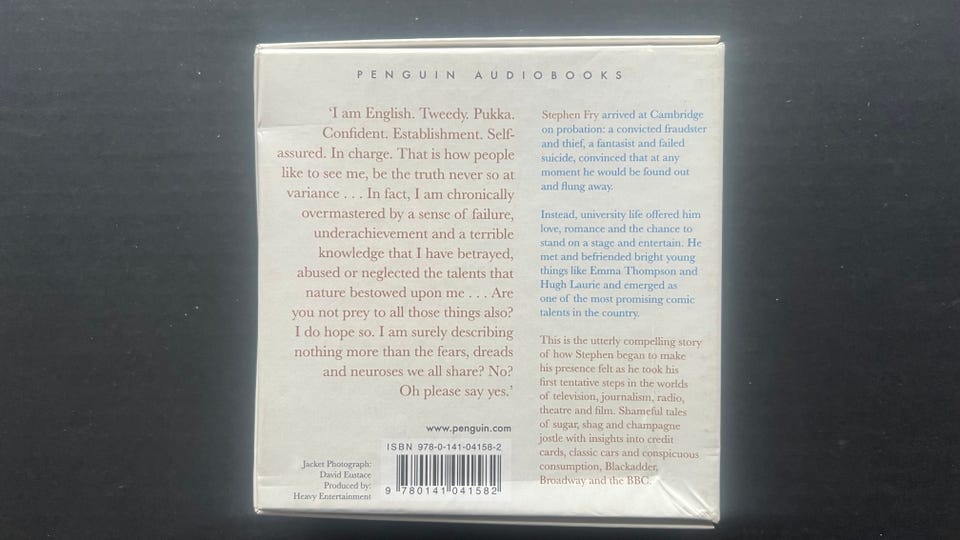 PENGUIN AUDIOBOOKS
‘I am English. Tweedy. Pukka.
Confident. Establishment. Self-
assured. In charge. That is how people
like to see me, be the truth never so at
variance . . . In fact, I am chronically
overmastered by a sense of failure,
underachievement and a terrible
knowledge that I have betrayed,
abused or neglected the talents that
nature bestowed upon me . . . Are
you not prey to all those things also?
I do hope so. I am surely describing
nothing more than the fears, dreads
and neuroses we all share? No?
Oh please say yes.’
www.penguin.com
ISBN 978-0-141-04158-2
9 780141 041582
Jacket Photograph:
David Eustace
Produced by:
Heavy Entertainment
Stephen Fry arrived at Cambridge
on probation: a convicted fraudster
and thief, a fantasist and failed
suicide, convinced that at any
moment he would be found out
and flung away.
Instead, university life offered him
love, romance and the chance to
stand on a stage and entertain. He
met and befriended bright young
things like Emma Thompson and
Hugh Laurie and emerged as
one of the most promising comic
talents in the country.
This is the utterly compelling story
of how Stephen began to make
his presence felt as he took his
first tentative steps in the worlds
of television, journalism, radio,
theatre and film. Shameful tales
of sugar, shag and champagne
jostle with insights into credit
cards, classic cars and conspicuous
consumption, Blackadder,
Broadway and the BBC.